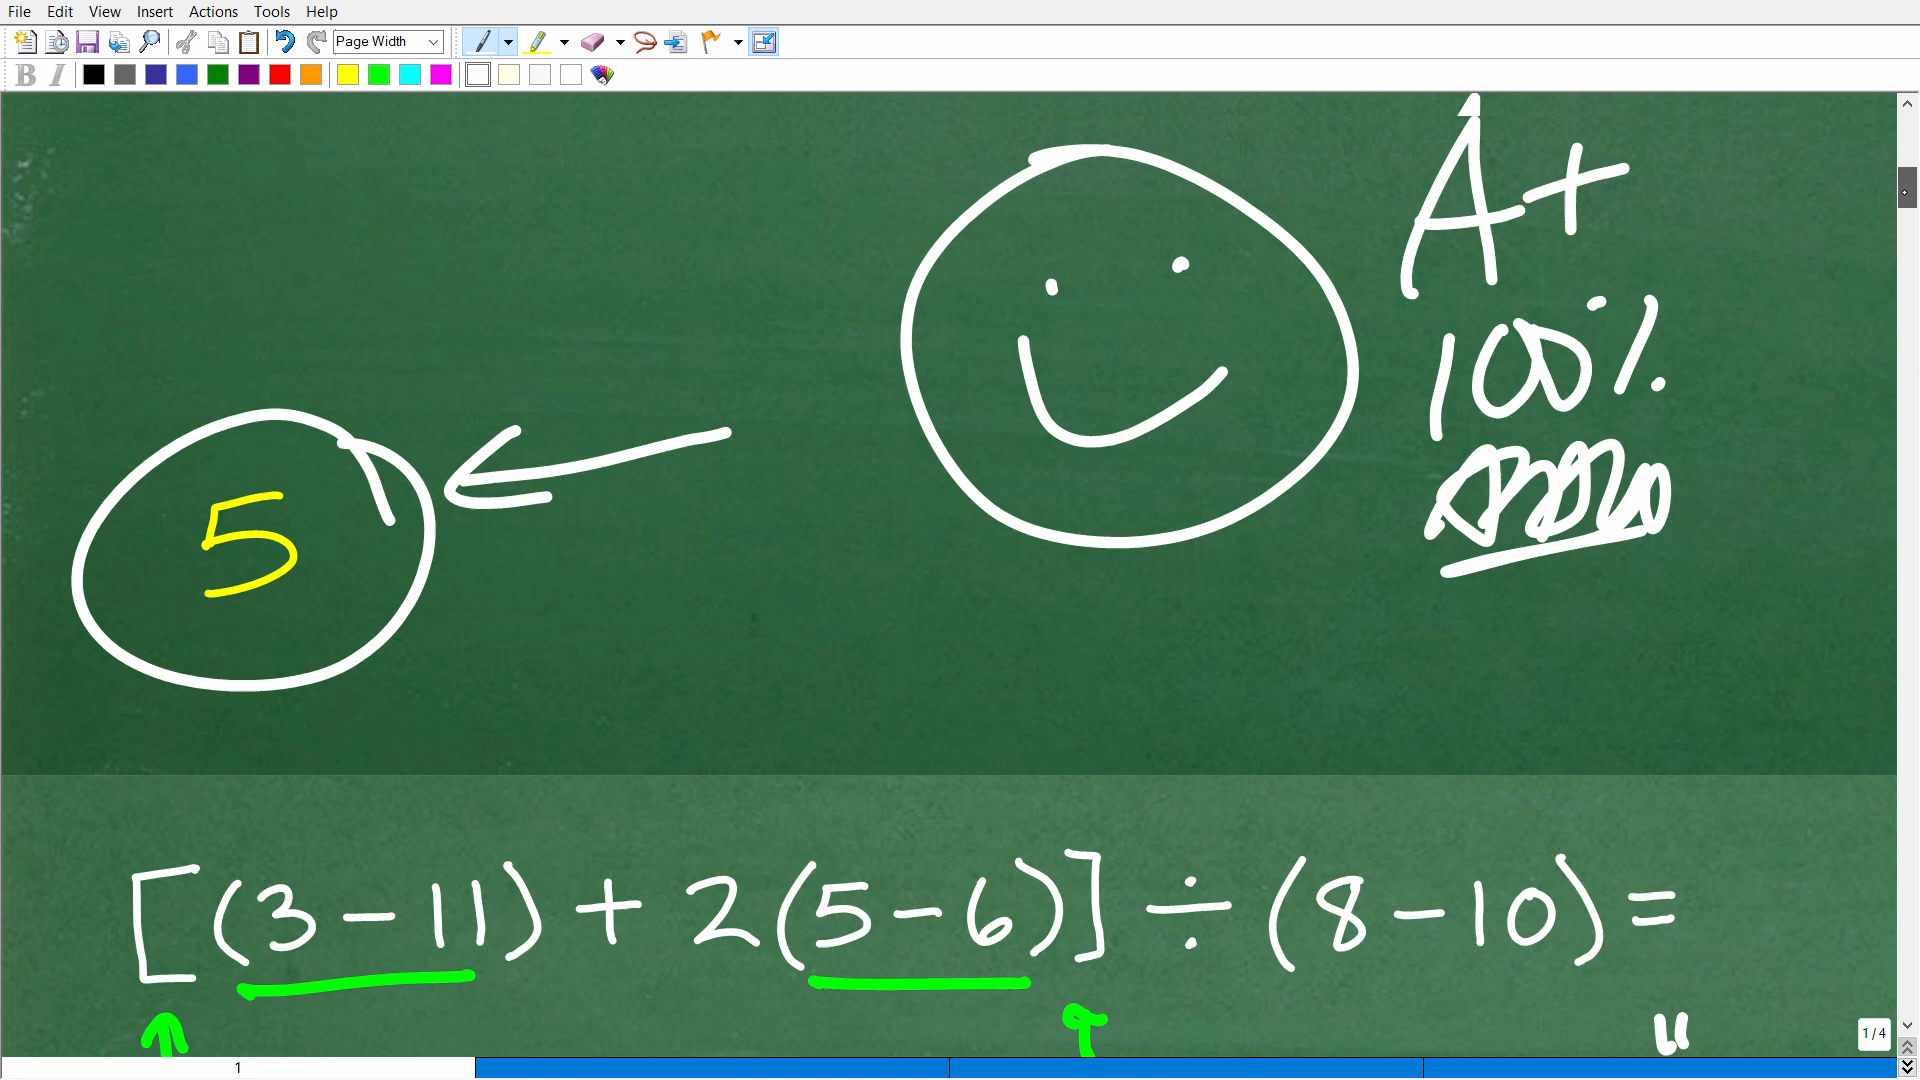 File Edit View Insert Actions Tools Help
Page Width
B I
A+
100%
5
[(3-11)+2(5-6)]÷(8-10)=
1/4
1